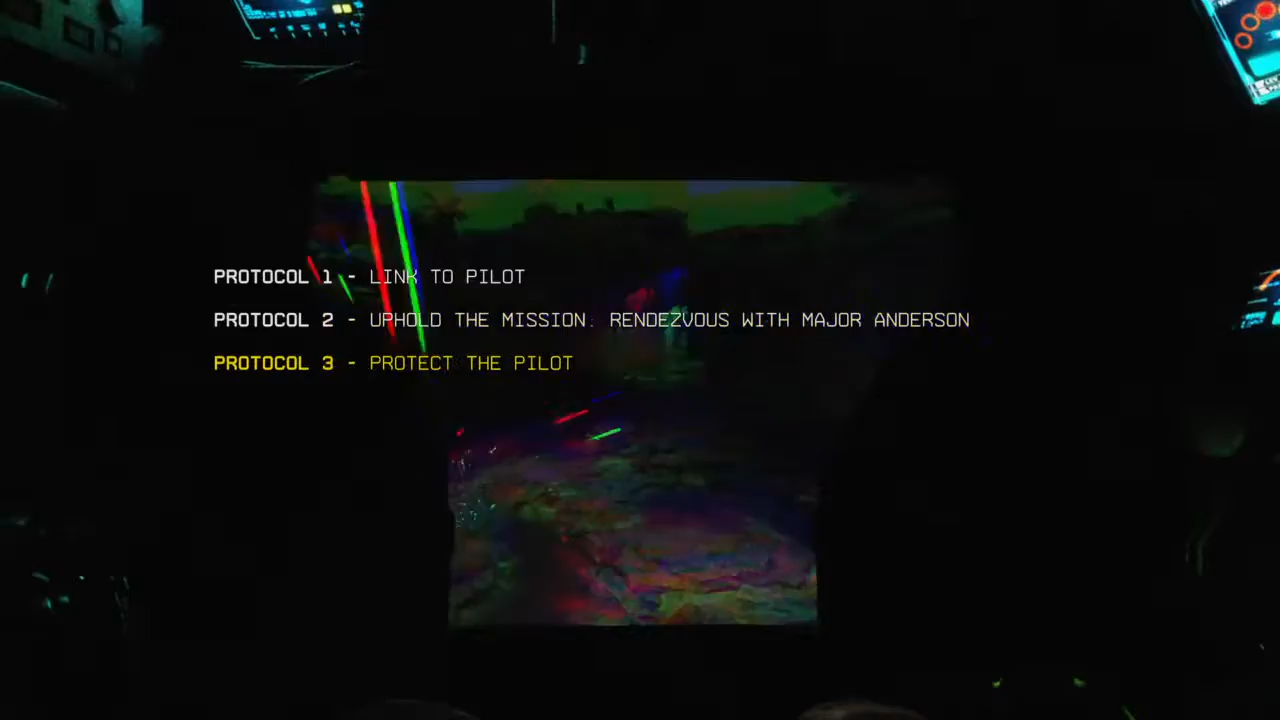 PROTOCOL 1 - LINK TO PILOT
PROTOCOL 2 - UPHOLD THE MISSION: RENDEZVOUS WITH MAJOR ANDERSON
PROTOCOL 3 - PROTECT THE PILOT